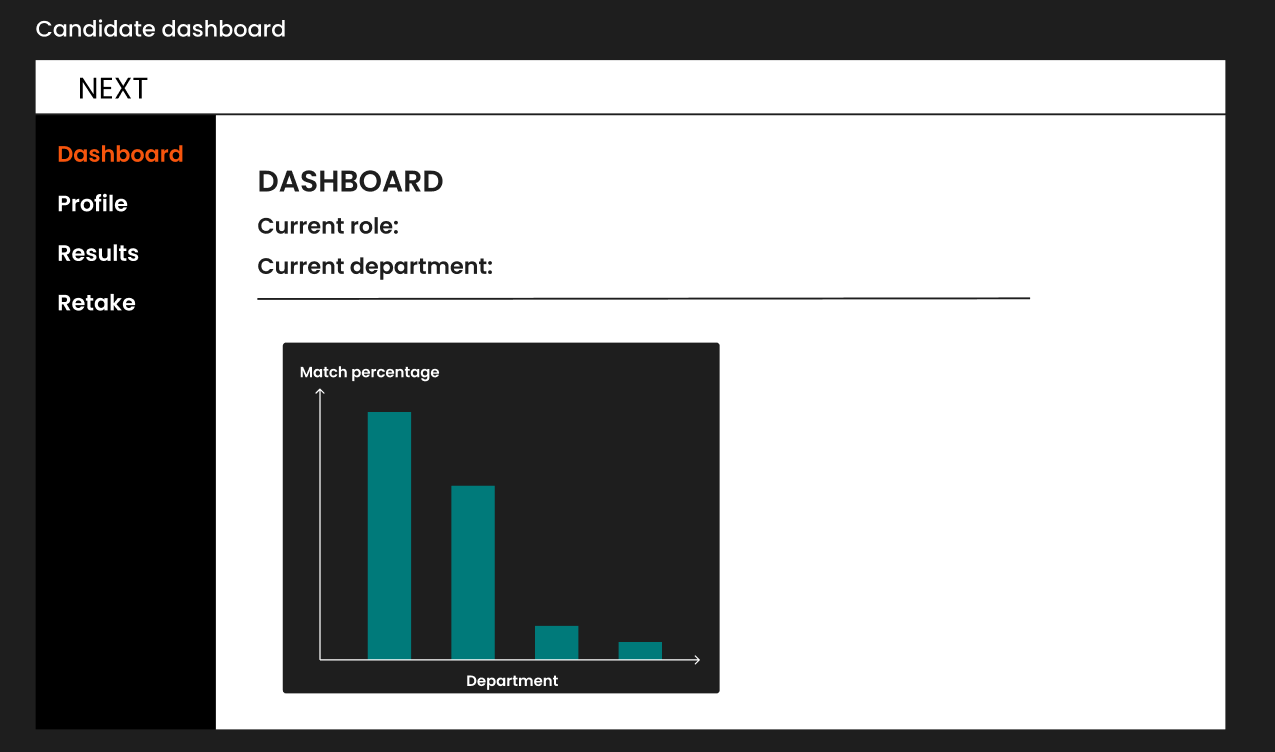 Candidate dashboard
NEXT
Dashboard
Profile
Results
Retake
DASHBOARD
Current role:
Current department:
Match percentage
Department